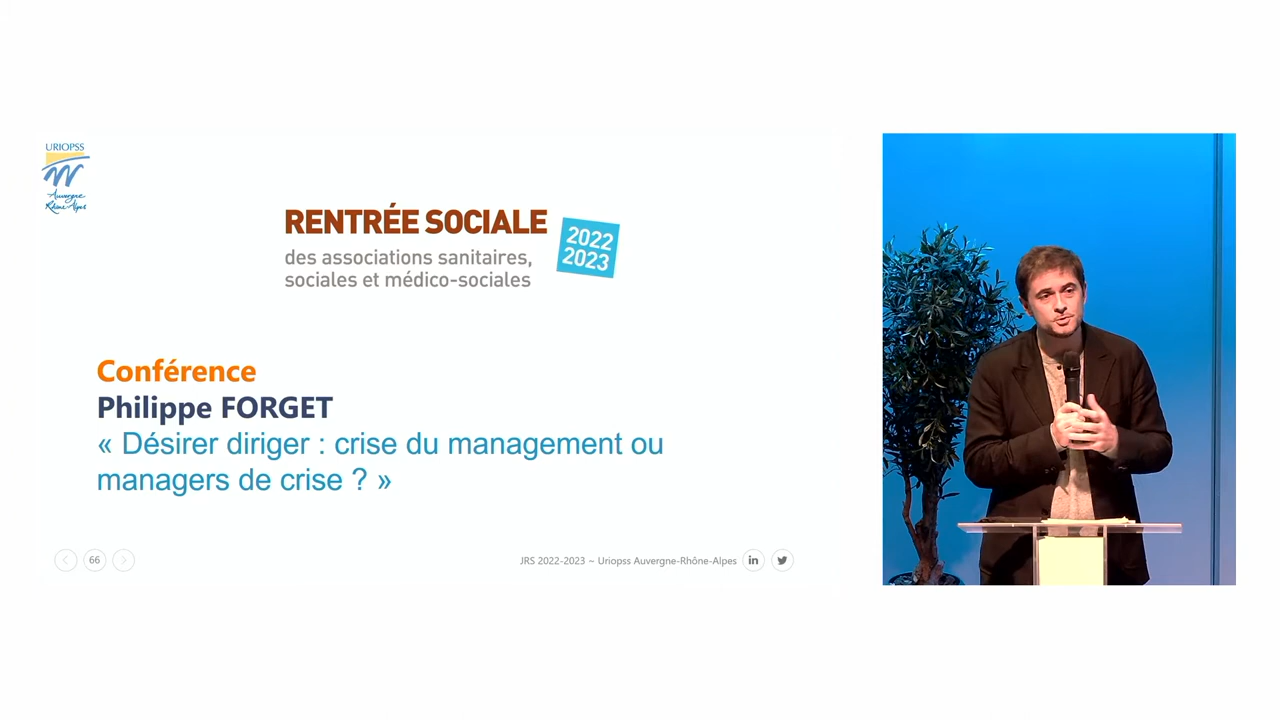 URIOPSS
Auvergne
Rhône-Alpes
RENTRÉE SOCIALE
2022
2023
des associations sanitaires,
sociales et médico-sociales
Conférence
Philippe FORGET
« Désirer diriger : crise du management ou
managers de crise ? »
66
JRS 2022-2023 ~ Uriopss Auvergne-Rhône-Alpes
in